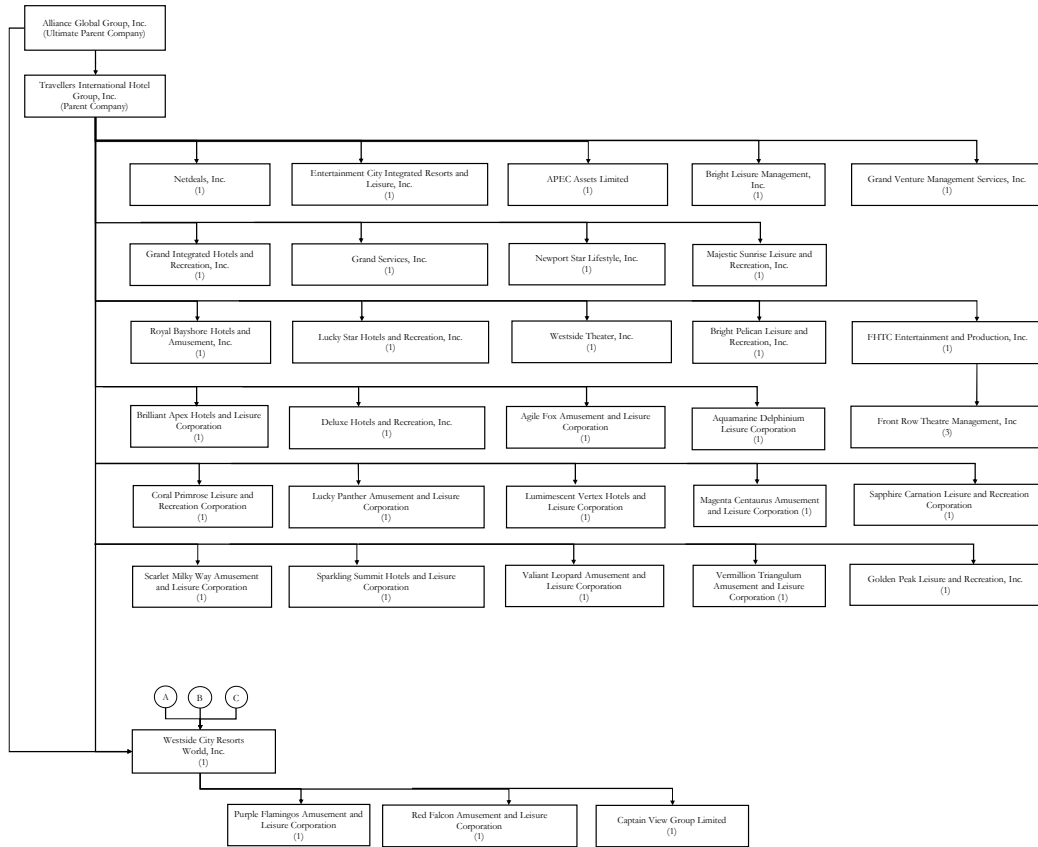 Alliance Global Group, Inc.
(Ultimate Parent Company)
Travellers International Hotel
Group, Inc.
(Parent Company)
Netdeals, Inc.
(1)
Entertainment City Integrated Resorts and
Leisure, Inc.
(1)
APEC Assets Limited
(1)
Bright Leisure Management,
Inc.
(1)
Grand Venture Management Services, Inc.
(1)
Grand Integrated Hotels and
Recreation, Inc.
(1)
Grand Services, Inc.
(1)
Newport Star Lifestyle, Inc.
(1)
Majestic Sunrise Leisure and
Recreation, Inc.
(1)
Royal Bayshore Hotels and
Amusement, Inc.
(1)
Lucky Star Hotels and Recreation, Inc.
(1)
Westside Theater, Inc.
(1)
Bright Pelican Leisure and
Recreation, Inc.
(1)
FHTC Entertainment and Production, Inc.
(1)
Brilliant Apex Hotels and Leisure
Corporation
(1)
Deluxe Hotels and Recreation, Inc.
(1)
Agile Fox Amusement and Leisure
Corporation
(1)
Aquamarine Delphinium
Leisure Corporation
(1)
Front Row Theatre Management, Inc
(3)
Coral Primrose Leisure and
Recreation Corporation
(1)
Lucky Panther Amusement and Leisure
Corporation
(1)
Lumimescent Vertex Hotels and
Leisure Corporation
(1)
Magenta Centaurus Amusement
and Leisure Corporation (1)
Sapphire Carnation Leisure and Recreation
Corporation
(1)
Scarlet Milky Way Amusement
and Leisure Corporation
(1)
Sparkling Summit Hotels and Leisure
Corporation
(1)
Valiant Leopard Amusement and
Leisure Corporation
(1)
Vermillion Triangulum
Amusement and Leisure
Corporation (1)
Golden Peak Leisure and Recreation, Inc.
(1)
A
B
C
Westside City Resorts
World, Inc.
(1)
Purple Flamingos Amusement and
Leisure Corporation
(1)
Red Falcon Amusement and Leisure
Corporation
(1)
Captain View Group Limited
(1)